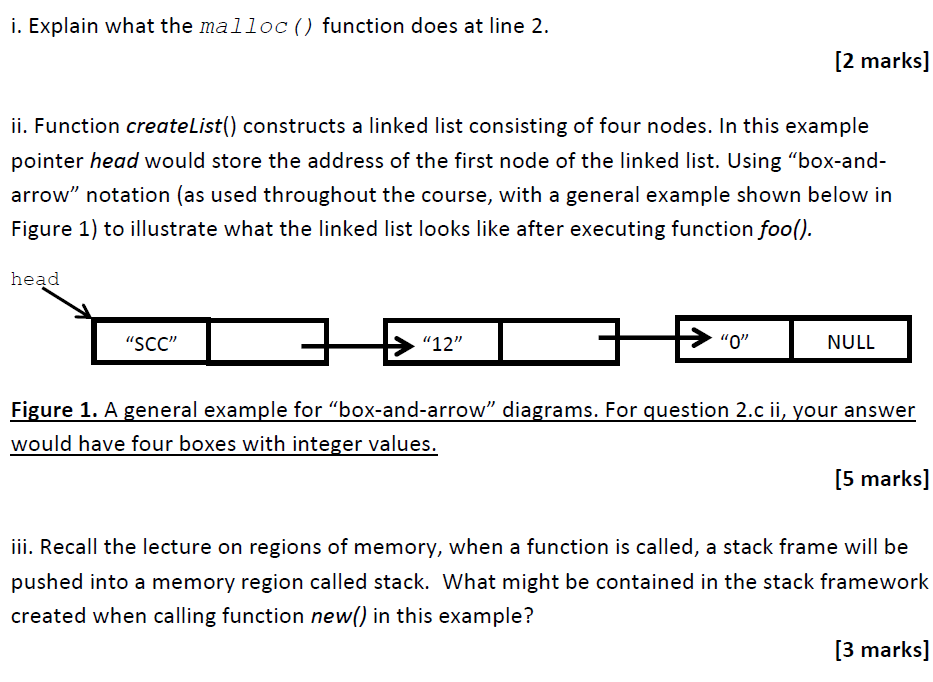 i. Explain what the malloc() function does at line 2.
[2 marks]
ii. Function createList() constructs a linked list consisting of four nodes. In this example
pointer head would store the address of the first node of the linked list. Using “box-and-
arrow” notation (as used throughout the course, with a general example shown below in
Figure 1) to illustrate what the linked list looks like after executing function foo().
head
“SCC” “12” “0” NULL
Figure 1. A general example for “box-and-arrow” diagrams. For question 2.c ii, your answer
would have four boxes with integer values.
[5 marks]
iii. Recall the lecture on regions of memory, when a function is called, a stack frame will be
pushed into a memory region called stack. What might be contained in the stack framework
created when calling function new() in this example?
[3 marks]